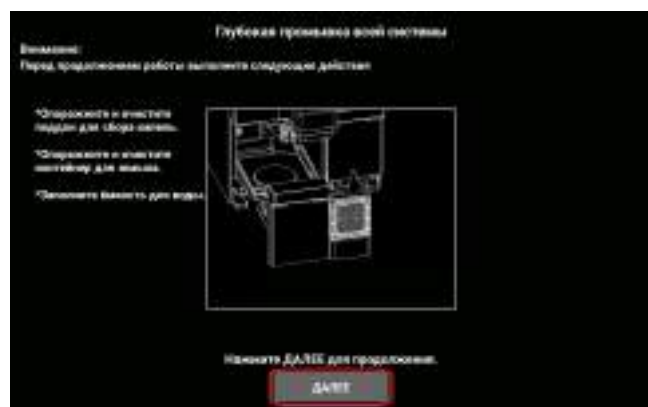 Глубокая промывка всей системы
Внимание:
Перед продолжением работы выполните следующие действия
*Опорожните и очистите
поддон для сбора капель.
*Опорожните и очистите
контейнер для жмыха.
*Заполните ёмкость для воды.
Нажмите ДАЛЕЕ для продолжения.
ДАЛЕЕ